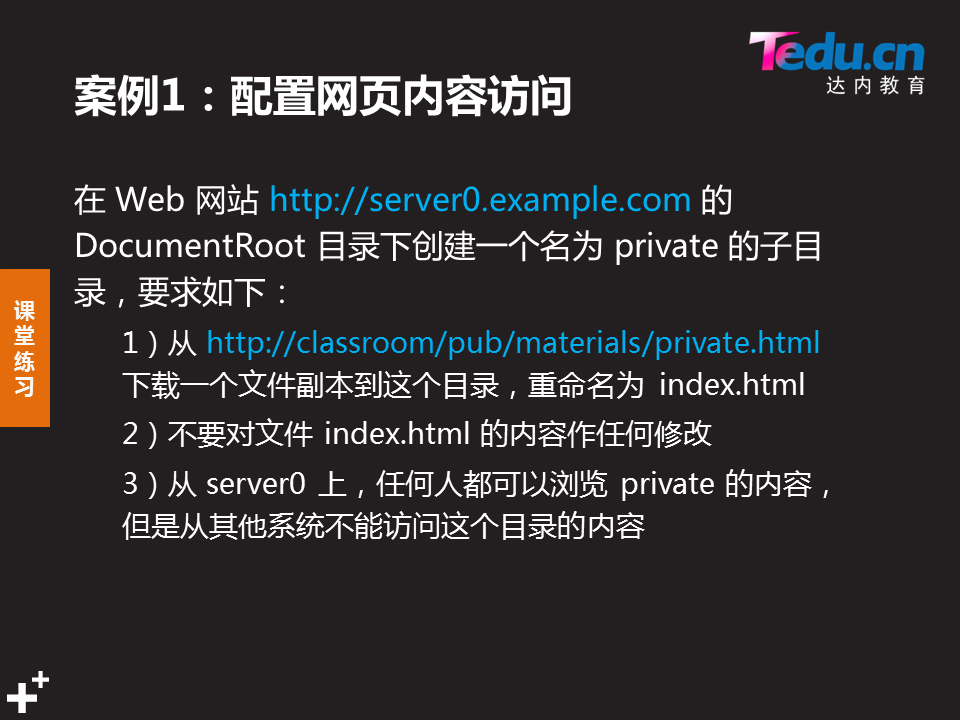 Tedu.cn
达内教育
案例1：配置网页内容访问
在 Web 网站 http://server0.example.com 的
DocumentRoot 目录下创建一个名为 private 的子目
录，要求如下：
1）从 http://classroom/pub/materials/private.html
下载一个文件副本到这个目录，重命名为 index.html
2）不要对文件 index.html 的内容作任何修改
3）从 server0 上，任何人都可以浏览 private 的内容，
但是从其他系统不能访问这个目录的内容
课
堂
练
习